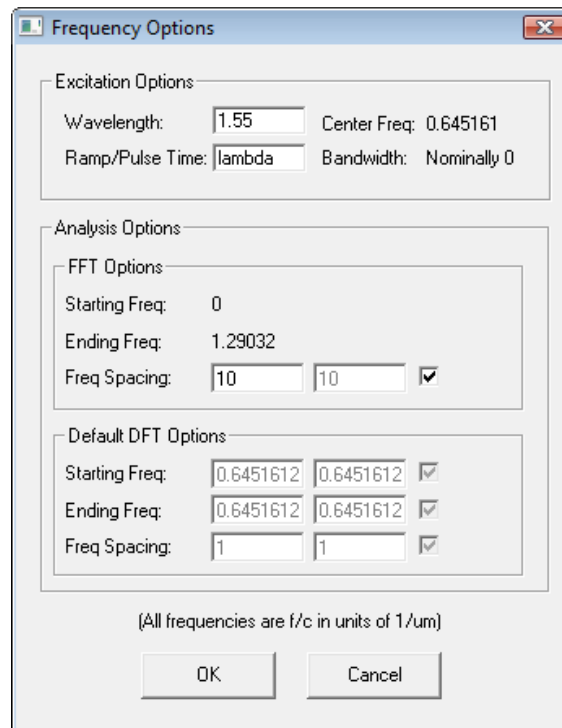 Frequency Options
Excitation Options
Wavelength: 1.55 Center Freq: 0.645161
Ramp/Pulse Time: lambda Bandwidth: Nominally 0
Analysis Options
FFT Options
Starting Freq: 0
Ending Freq: 1.29032
Freq Spacing: 10 10
Default DFT Options
Starting Freq: 0.6451612 0.6451612
Ending Freq: 0.6451612 0.6451612
Freq Spacing: 1 1
(All frequencies are f/c in units of 1/um)
OK Cancel